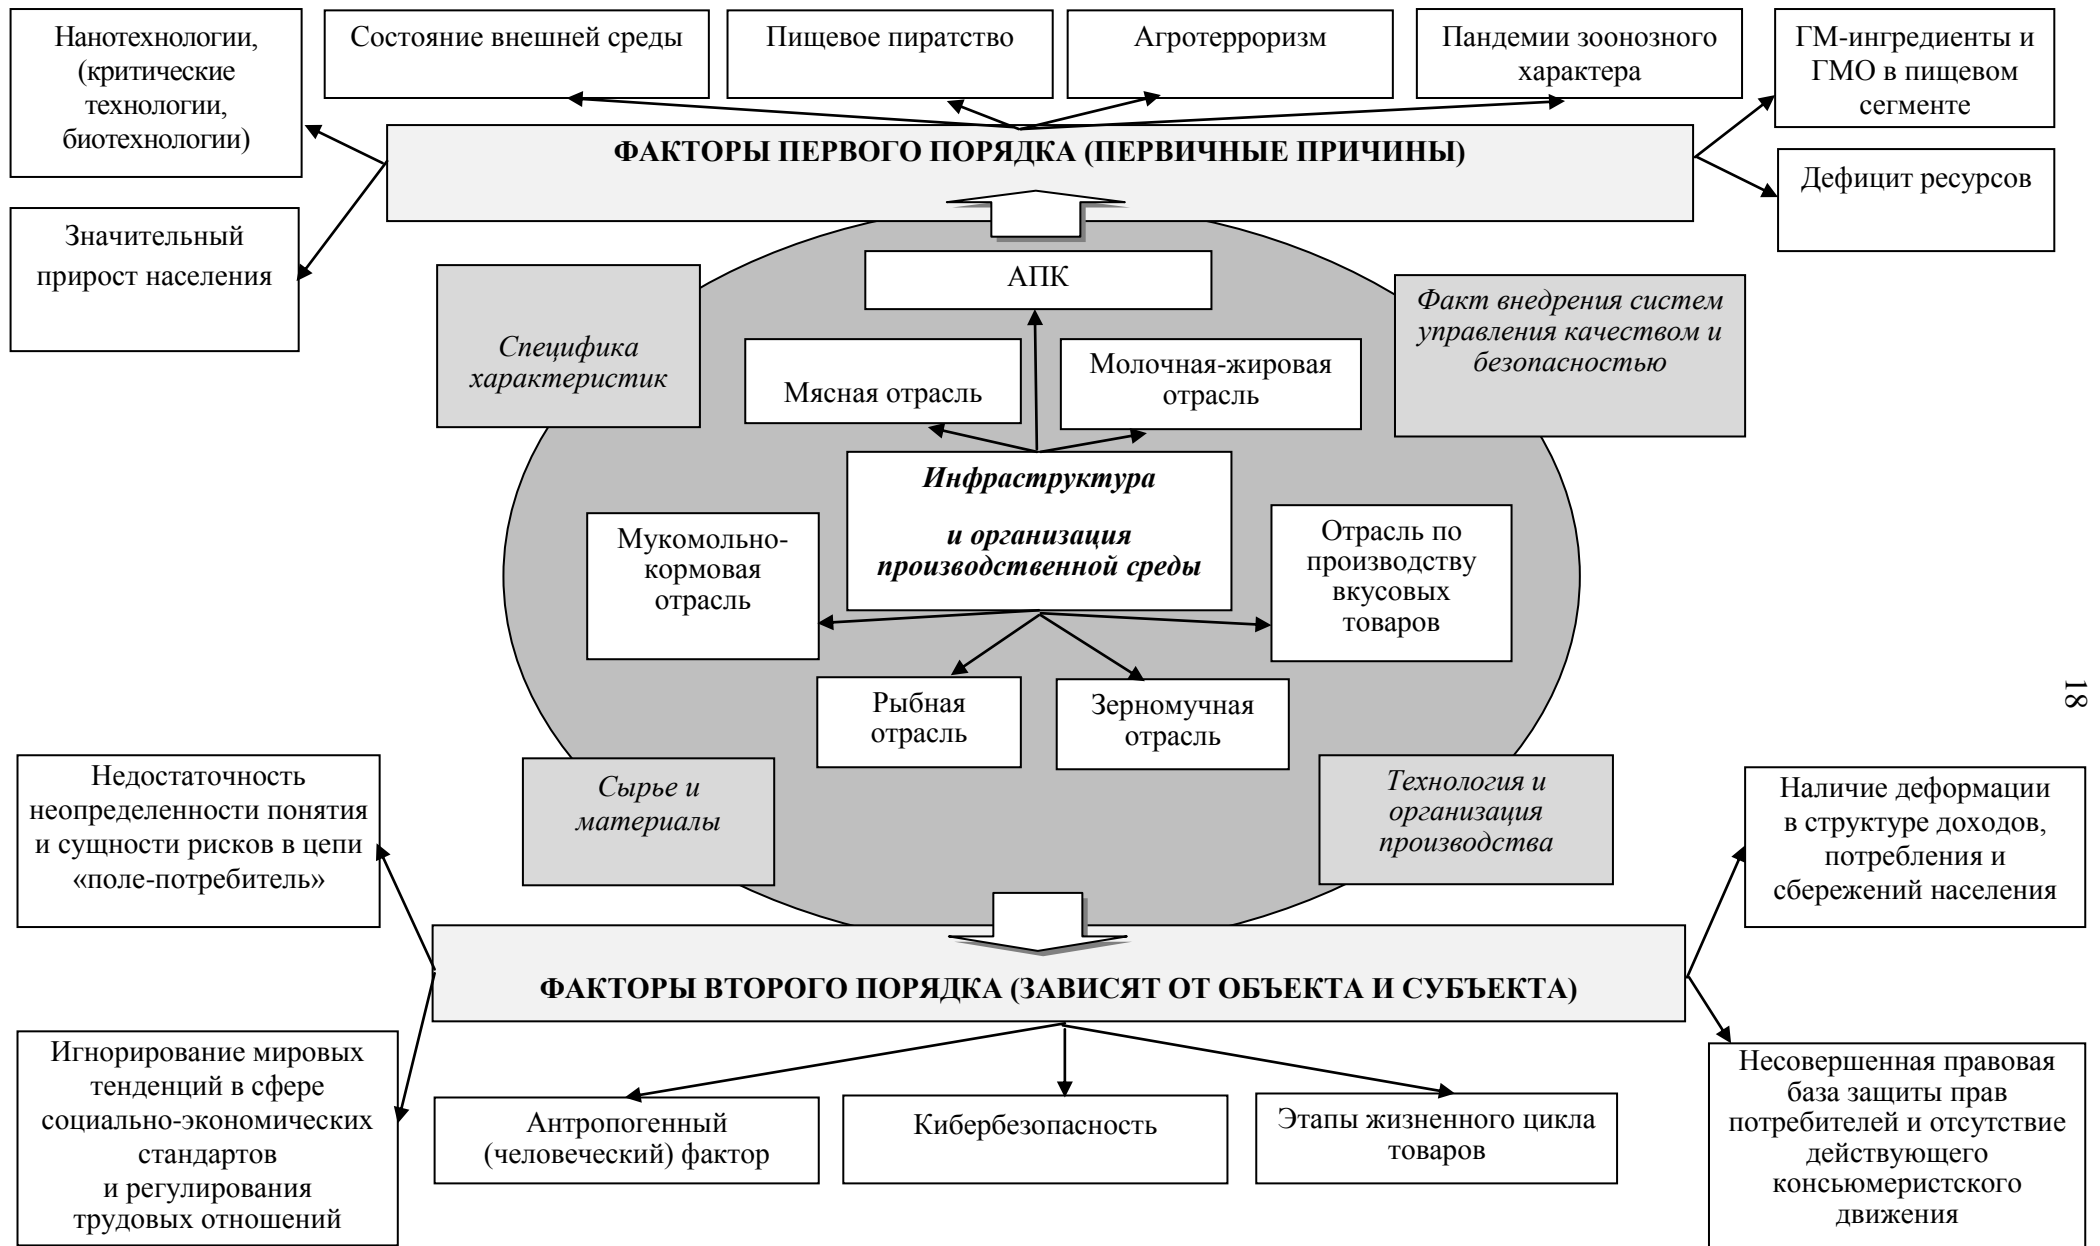 Нанотехнологии,
(критические
технологии,
биотехнологии)
Состояние внешней среды
Пищевое пиратство
Агротерроризм
Пандемии зоонозного
характера
ГМ-ингредиенты и
ГМО в пищевом
сегменте
ФАКТОРЫ ПЕРВОГО ПОРЯДКА (ПЕРВИЧНЫЕ ПРИЧИНЫ)
Дефицит ресурсов
Значительный
прирост населения
АПК
Специфика
характеристик
Факт внедрения систем
управления качеством и
безопасностью
Мясная отрасль
Молочная-жировая
отрасль
Инфраструктура
и организация
производственной среды
Мукомольно-
кормовая
отрасль
Отрасль по
производству
вкусовых
товаров
Рыбная
отрасль
Зерномучная
отрасль
18
Недостаточность
неопределенности понятия
и сущности рисков в цепи
«поле-потребитель»
Сырье и
материалы
Технология и
организация
производства
Наличие деформации
в структуре доходов,
потребления и
сбережений населения
ФАКТОРЫ ВТОРОГО ПОРЯДКА (ЗАВИСЯТ ОТ ОБЪЕКТА И СУБЪЕКТА)
Игнорирование мировых
тенденций в сфере
социально-экономических
стандартов
и регулирования
трудовых отношений
Антропогенный
(человеческий) фактор
Кибербезопасность
Этапы жизненного цикла
товаров
Несовершенная правовая
база защиты прав
потребителей и отсутствие
действующего
консьюмеристского
движения